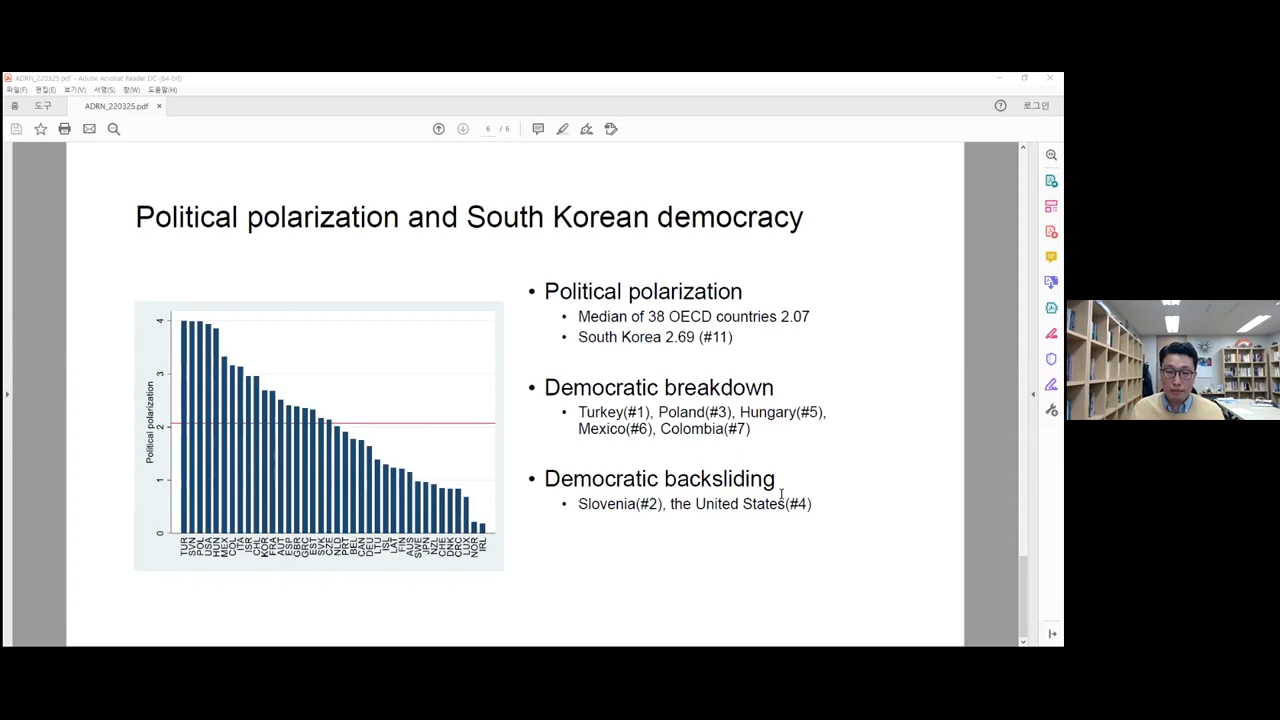 ADRN_220325.pdf - Adobe Acrobat Reader DC (64-bit)
파일(F) 편집(E) 보기(V) 서명(S) 창(W) 도움말(H)
홈 도구 ADRN_220325.pdf × 로그인
6 / 6
Political polarization and South Korean democracy
• Political polarization
• Median of 38 OECD countries 2.07
• South Korea 2.69 (#11)
• Democratic breakdown
• Turkey(#1), Poland(#3), Hungary(#5),
Mexico(#6), Colombia(#7)
• Democratic backsliding
• Slovenia(#2), the United States(#4)
Political polarization
4
3
2
1
0
TUR SVN POL USA HUN MEX COL ITA ISR CHL KOR FRA AUT ESP GBR GRC EST SVK CZE NLD PRT BEL CAN DEU LTU ISL LAT FIN AUS SWE JPN NZL CHE DNK CRC LUX NOR IRL